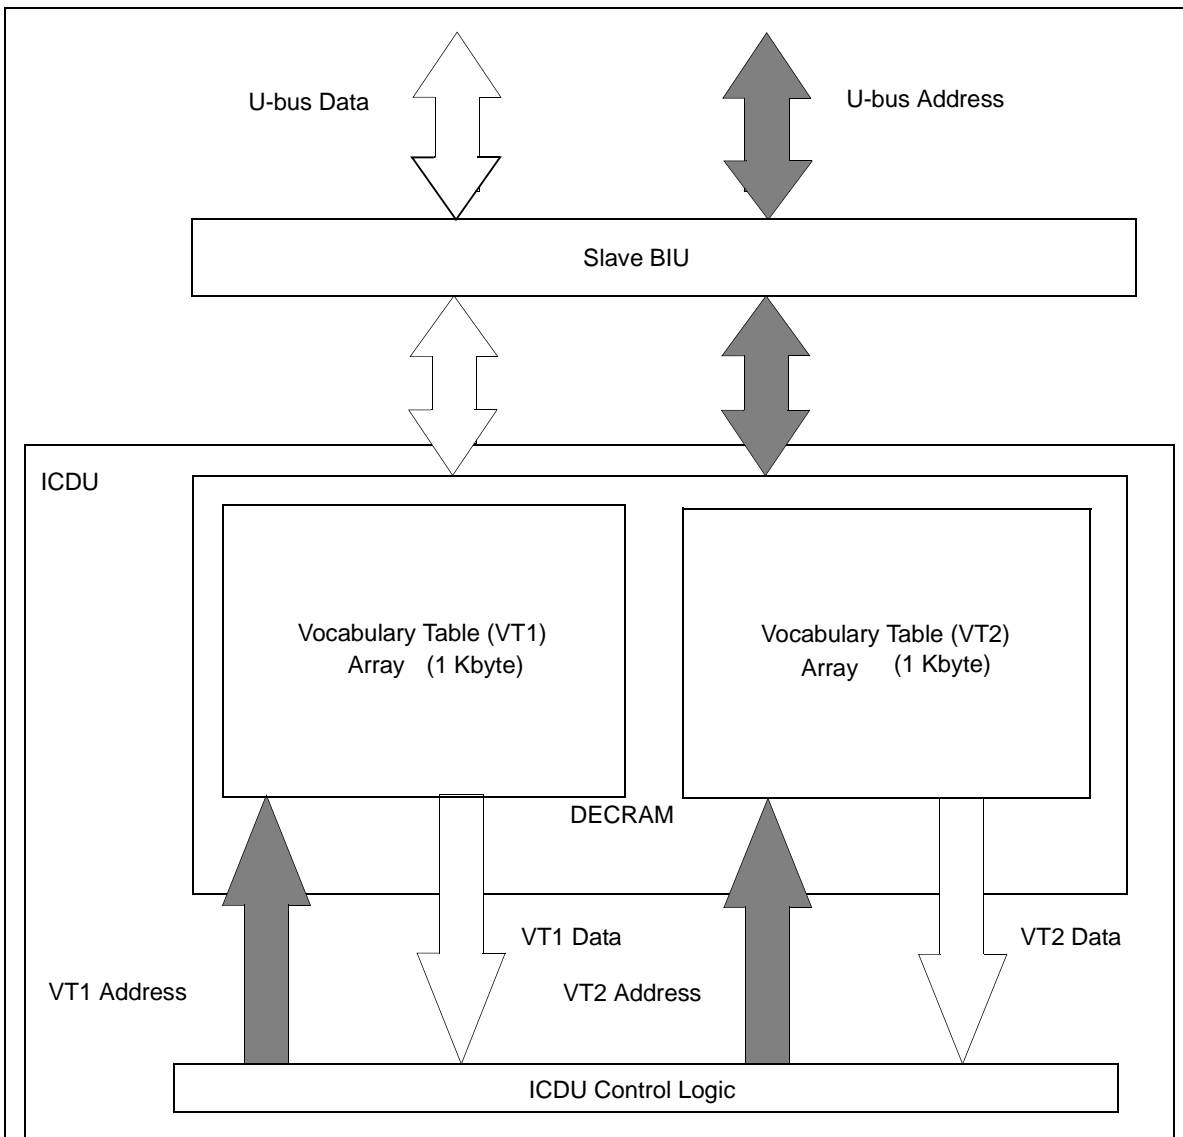 U-bus Data
U-bus Address
Slave BIU
ICDU
Vocabulary Table (VT1)
Array (1 Kbyte)
Vocabulary Table (VT2)
Array (1 Kbyte)
DECRAM
VT1 Data
VT2 Data
VT1 Address
VT2 Address
ICDU Control Logic